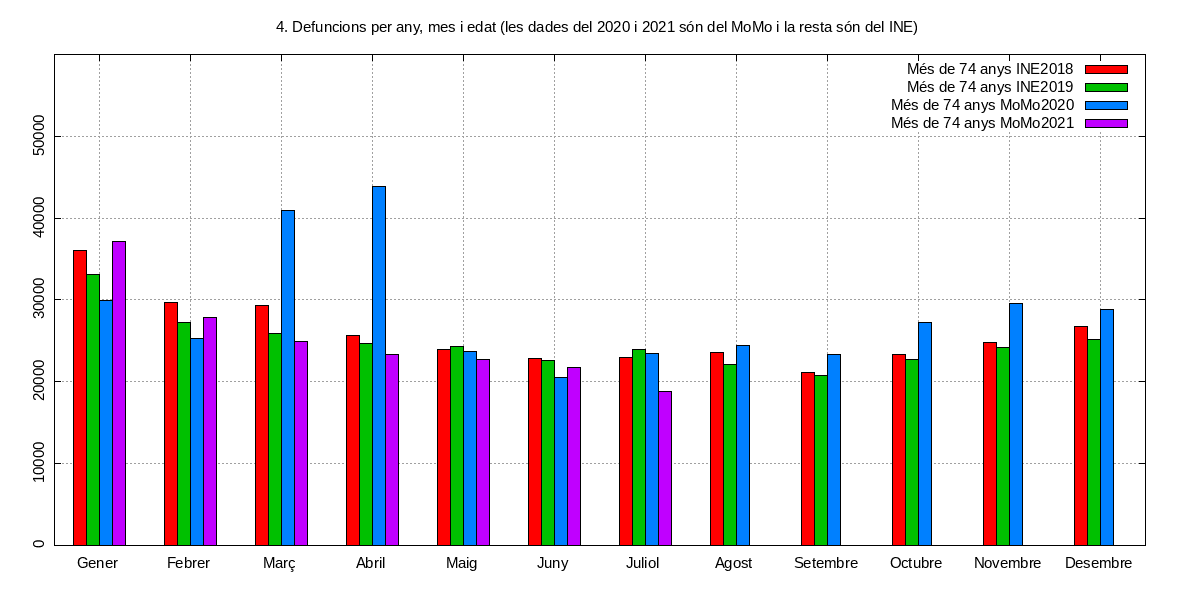 4. Defuncions per any, mes i edat (les dades del 2020 i 2021 són del MoMo i la resta són del INE)
Més de 74 anys INE2018
Més de 74 anys INE2019
Més de 74 anys MoMo2020
Més de 74 anys MoMo2021
50000
40000
30000
20000
10000
0
Gener Febrer Març Abril Maig Juny Juliol Agost Setembre Octubre Novembre Desembre